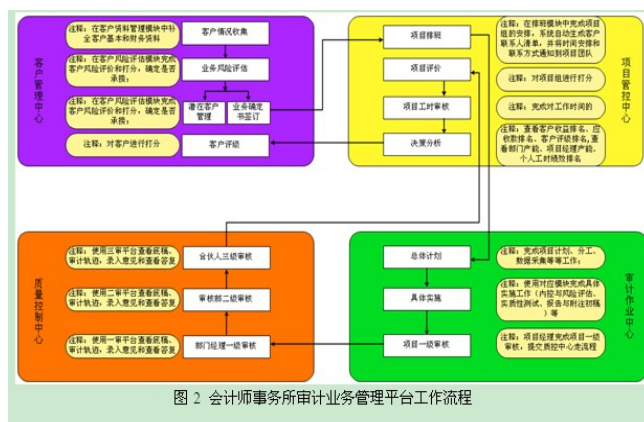 客户管理中心
注释：在客户资料管理模块中补
全客户基本和财务资料
客户情况收集
注释：在客户风险评估模块完成
客户风险评价和打分，确定是否
承接；
业务风险评估
注释：在客户风险评估模块完成
客户风险评价和打分，确定是否
承接；
潜在客户
管理
业务确定
书签订
注释：对客户进行打分
客户评级
项目排班
项目评价
项目工时审核
决策分析
注释：在排班模块中完成项目
组的安排，系统自动生成客户
联系人清单，并将时间安排和
联系方式通知到项目团队
注释：对项目组进行打分
注释：完成对工作时间的
注释：查看客户收益排名、应
收款排名、客户评级排名，查
看部门产能、项目经理产能、
个人工时绩效排名
项目管控中心
质量控制中心
注释：使用三审平台查看底稿、
审计轨迹，录入意见和查看答复
合伙人三级审核
注释：使用二审平台查看底稿、
审计轨迹，录入意见和查看答复
审核部二级审核
注释：使用一审平台查看底稿、
审计轨迹，录入意见和查看答复
部门经理一级审核
总体计划
具体实施
项目一级审核
注释：完成项目计划、分工、
数据采集等等工作；
注释：使用对应模块完成具体
实施工作（内控与风险评估、
实质性测试、报告与附注初稿
）等
注释：项目经理完成项目一级
审核，提交质控中心走流程
审计作业中心
图 2 会计师事务所审计业务管理平台工作流程